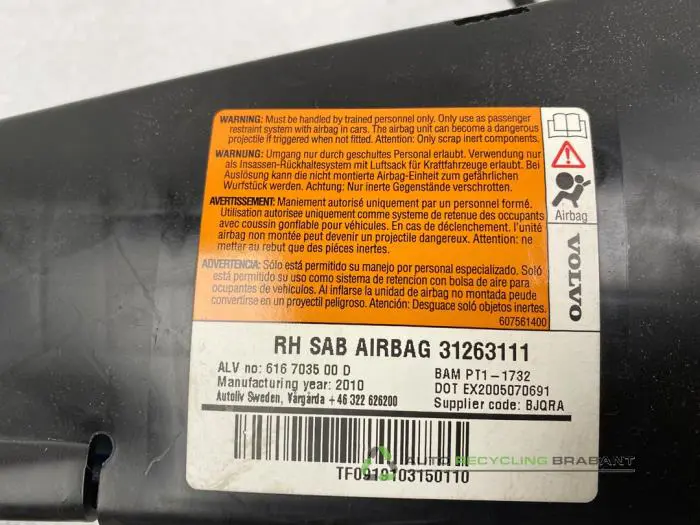 WARNING: Must be handled by trained personnel only. Only use as passenger
restraint system with airbag in cars. The airbag unit can become a dangerous
projectile if triggered when not fitted. Attention: Only scrap inert components.
WARNUNG: Umgang nur durch geschultes Personal erlaubt. Verwendung nur
als Insassen-Rückhaltesystem mit Luftsack für Kraftfahrzeuge erlaubt. Bei
Auslösung kann die nicht montierte Airbag-Einheit zum gefährlichen
Wurfstück werden. Achtung: Nur inerte Gegenstände verschrotten.
AVERTISSEMENT: Maniement autorisé uniquement par un personnel formé.
Utilisation autorisee uniquement comme systeme de retenue des occupants
avec coussin gonflable pour véhicules. En cas de déclenchement. l'unité
airbag non montée peut devenir un projectile dangereux. Attention: ne
metter au rebut que des pièces inertes.
ADVERTENCIA: Sólo está permitido su manejo por personal especializado. Soló
está permitido su uso como sistema de retencion con bolsa de aire para
ocupantes de vehículos. Al inflarse la unidad de airbag no montada peude
convertirse en un proyectil peligroso. Atención: Desguace soló objetos inertes.
607561400
Airbag
VOLVO
RH SAB AIRBAG 31263111
ALV no: 616 7035 00 D
BAM PT1-1732
Manufacturing year: 2010
DOT EX2005070691
Autoliv Sweden, Vårgårda +46 322 626200
Supplier code: BJQRA
AUTO RECYCLING BRABANT
TF0919103150110